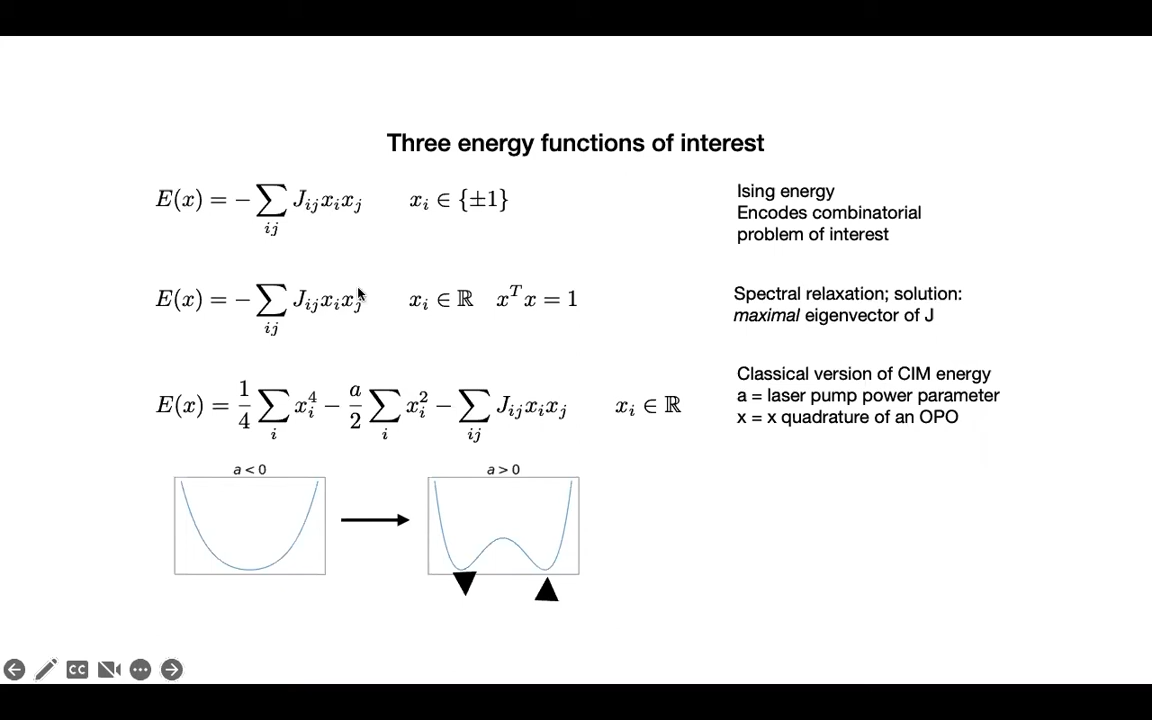 Three energy functions of interest
E(x) = − ∑_{ij} J_{ij} x_i x_j    x_i ∈ {±1}
Ising energy
Encodes combinatorial
problem of interest
E(x) = − ∑_{ij} J_{ij} x_i x_j    x_i ∈ ℝ    x^T x = 1
Spectral relaxation; solution:
maximal eigenvector of J
E(x) = 1/4 ∑_i x_i^4 − a/2 ∑_i x_i^2 − ∑_{ij} J_{ij} x_i x_j    x_i ∈ ℝ
Classical version of CIM energy
a = laser pump power parameter
x = x quadrature of an OPO
a < 0
a > 0
CC